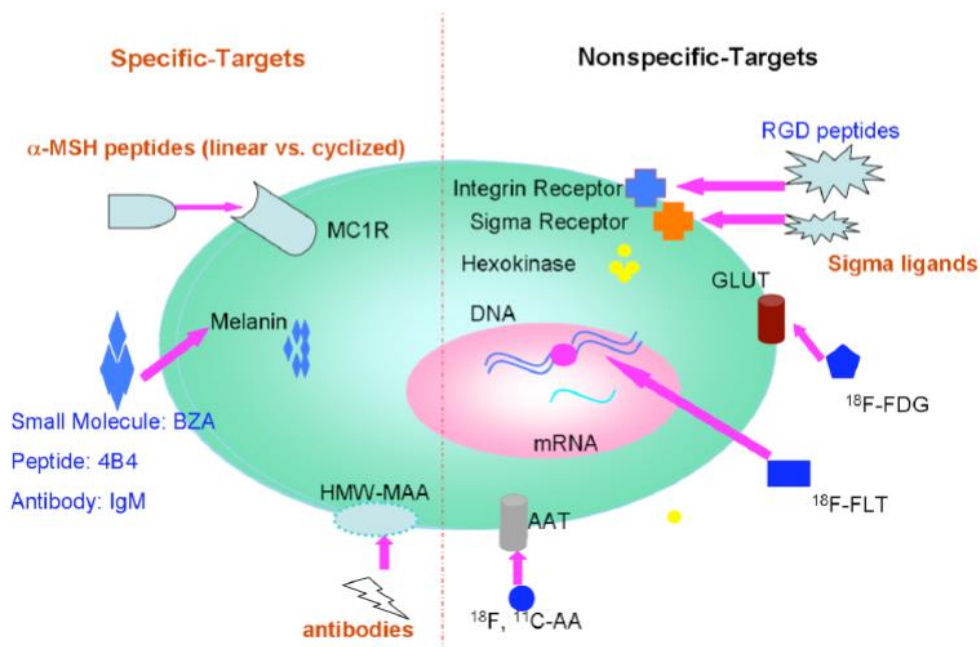 Specific-Targets
Nonspecific-Targets
α-MSH peptides (linear vs. cyclized)
MC1R
Melanin
Small Molecule: BZA
Peptide: 4B4
Antibody: IgM
HMW-MAA
antibodies
RGD peptides
Integrin Receptor
Sigma Receptor
Sigma ligands
Hexokinase
GLUT
DNA
¹⁸F-FDG
mRNA
¹⁸F-FLT
AAT
¹⁸F, ¹¹C-AA